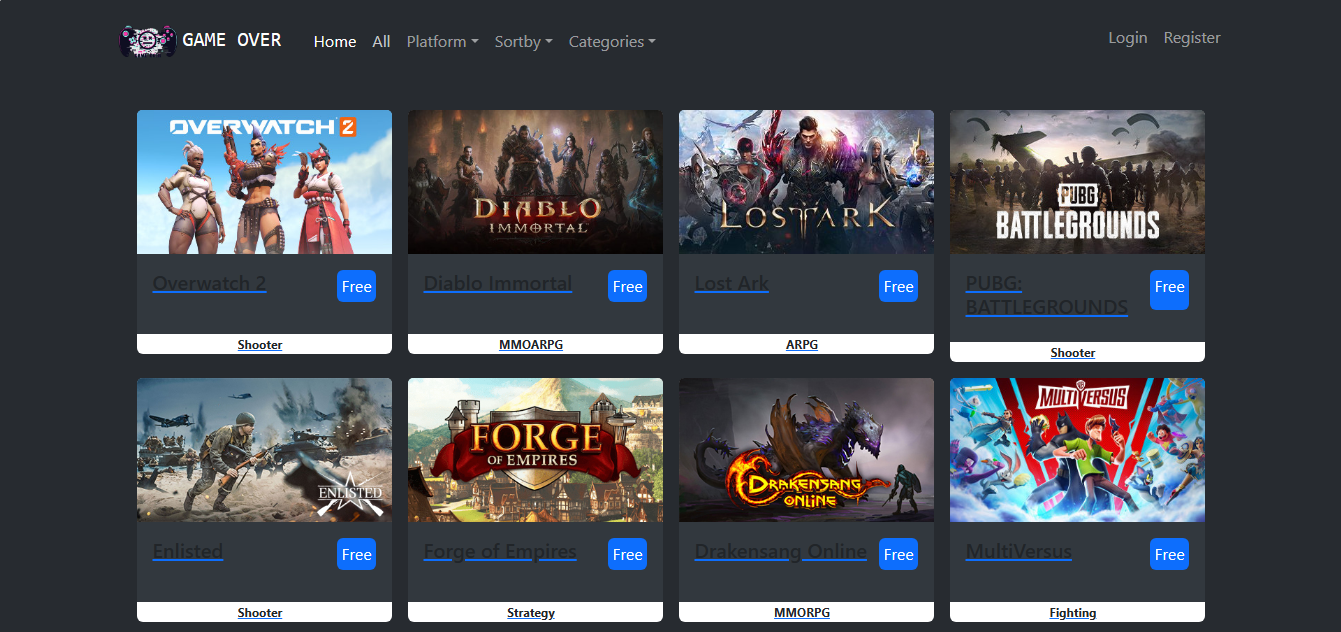 GAME OVER
Home
All
Platform
Sortby
Categories
Login
Register
OVERWATCH 2
DIABLO
IMMORTAL
LOST ARK
PUBG
BATTLEGROUNDS
Overwatch 2
Free
Diablo Immortal
Free
Lost Ark
Free
PUBG:
BATTLEGROUNDS
Free
Shooter
MMOARPG
ARPG
Shooter
ENLISTED
FORGE
OF EMPIRES
DRAKENSANG
ONLINE
MULTIVERSUS
Enlisted
Free
Forge of Empires
Free
Drakensang Online
Free
MultiVersus
Free
Shooter
Strategy
MMORPG
Fighting